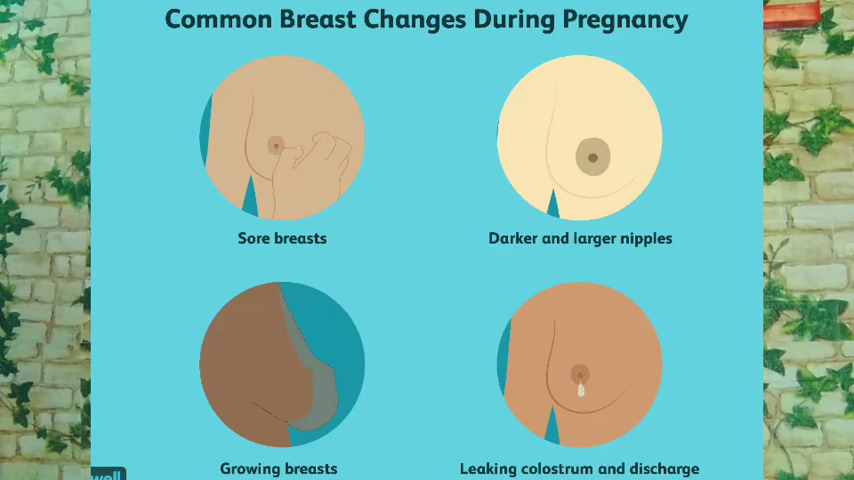 Common Breast Changes During Pregnancy
Sore breasts
Darker and larger nipples
Growing breasts
Leaking colostrum and discharge